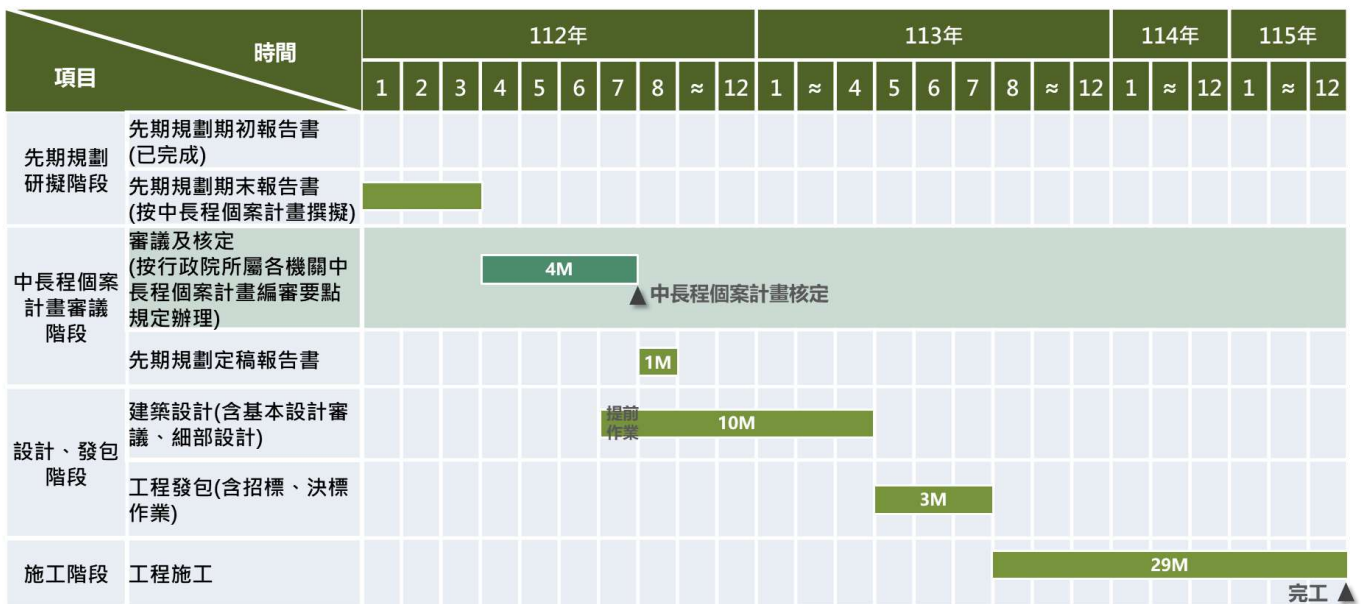 時間
項目
112年
113年
114年
115年
1 2 3 4 5 6 7 8 ≈ 12 1 ≈ 4 5 6 7 8 ≈ 12 1 ≈ 12 1 ≈ 12
先期規劃
研擬階段
先期規劃期初報告書
(已完成)
先期規劃期末報告書
(按中長程個案計畫撰擬)
中長程個案
計畫審議
階段
審議及核定
(按行政院所屬各機關中
長程個案計畫編審要點
規定辦理)
4M
▲中長程個案計畫核定
先期規劃定稿報告書
1M
設計、發包
階段
建築設計(含基本設計審
議、細部設計)
提前
作業
10M
工程發包(含招標、決標
作業)
3M
施工階段
工程施工
29M
完工 ▲